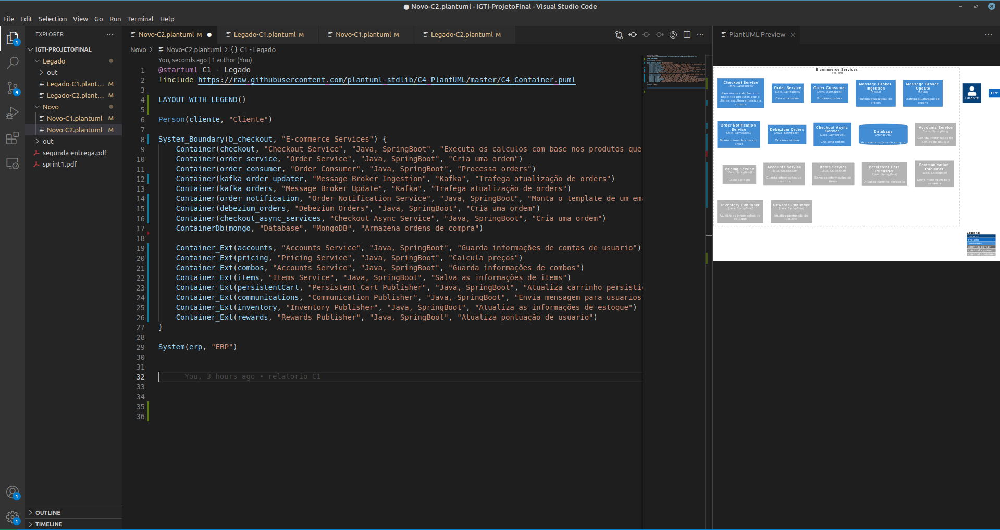 Novo-C2.plantuml - IGTI-ProjetoFinal - Visual Studio Code
File Edit Selection View Go Run Terminal Help
EXPLORER
IGTI-PROJETOFINAL
Legado
out
Legado-C1.plant... M
Legado-C2.plant... M
Novo
Novo-C1.plantuml M
Novo-C2.plantuml M
out
segunda entrega.pdf
sprint1.pdf
OUTLINE
TIMELINE
1
4
1
1
Novo-C2.plantuml M
Legado-C1.plantuml M
Novo-C1.plantuml M
Legado-C2.plantuml M
Novo > Novo-C2.plantuml > {} C1 - Legado
You, seconds ago | 1 author (You)
1 @startuml C1 - Legado
2 !include https://raw.githubusercontent.com/plantuml-stdlib/C4-PlantUML/master/C4_Container.puml
3
4 LAYOUT_WITH_LEGEND()
5
6 Person(cliente, "Cliente")
7
8 System_Boundary(b_checkout, "E-commerce Services") {
9 Container(checkout, "Checkout Service", "Java, SpringBoot", "Executa os calculos com base nos produtos que
10 Container(order_service, "Order Service", "Java, SpringBoot", "Cria uma ordem")
11 Container(order_consumer, "Order Consumer", "Java, SpringBoot", "Processa orders")
12 Container(kafka_order_updater, "Message Broker Ingestion", "Kafka", "Trafega atualização de orders")
13 Container(kafka_orders, "Message Broker Update", "Kafka", "Trafega atualização de orders")
14 Container(order_notification, "Order Notification Service", "Java, SpringBoot", "Monta o template de um ema
15 Container(debezium_orders, "Debezium Orders", "Java, SpringBoot", "Cria uma ordem")
16 Container(checkout_async_services, "Checkout Async Service", "Java, SpringBoot", "Cria uma ordem")
17 ContainerDb(mongo, "Database", "MongoDB", "Armazena ordens de compra")
18
19 Container_Ext(accounts, "Accounts Service", "Java, SpringBoot", "Guarda informações de contas de usuario")
20 Container_Ext(pricing, "Pricing Service", "Java, SpringBoot", "Calcula preços")
21 Container_Ext(combos, "Accounts Service", "Java, SpringBoot", "Guarda informações de combos")
22 Container_Ext(items, "Items Service", "Java, SpringBoot", "Salva as informações de items")
23 Container_Ext(persistentCart, "Persistent Cart Publisher", "Java, SpringBoot", "Atualiza carrinho persistid
24 Container_Ext(communications, "Communication Publisher", "Java, SpringBoot", "Envia mensagem para usuarios
25 Container_Ext(inventory, "Inventory Publisher", "Java, SpringBoot", "Atualiza as informações de estoque")
26 Container_Ext(rewards, "Rewards Publisher", "Java, SpringBoot", "Atualiza pontuação de usuario")
27 }
28
29 System(erp, "ERP")
30
31
32 You, 3 hours ago • relatorio C1
33
34
35
36
PlantUML Preview
E-commerce Services
[System]
Checkout Service
[Java, SpringBoot]
Executa os calculos com
base nos produtos que o
cliente escolheu e finaliza a
compra
Order Service
[Java, SpringBoot]
Cria uma ordem
Order Consumer
[Java, SpringBoot]
Processa orders
Message Broker
Ingestion
[Kafka]
Trafega atualização de
orders
Message Broker
Update
[Kafka]
Trafega atualização de
orders
Cliente
ERP
Order Notification
Service
[Java, SpringBoot]
Monta o template de um
email
Debezium Orders
[Java, SpringBoot]
Cria uma ordem
Checkout Async
Service
[Java, SpringBoot]
Cria uma ordem
Database
[MongoDB]
Armazena ordens de compra
Accounts Service
[Java, SpringBoot]
Guarda informações de
contas de usuario
Pricing Service
[Java, SpringBoot]
Calcula preços
Accounts Service
[Java, SpringBoot]
Guarda informações de
combos
Items Service
[Java, SpringBoot]
Salva as informações de
items
Persistent Cart
Publisher
[Java, SpringBoot]
Atualiza carrinho persistido
Communication
Publisher
[Java, SpringBoot]
Envia mensagem para
usuarios
Inventory Publisher
[Java, SpringBoot]
Atualiza as informações de
estoque
Rewards Publisher
[Java, SpringBoot]
Atualiza pontuação de
usuario
Legend
person
system
container
external person
external system
external container